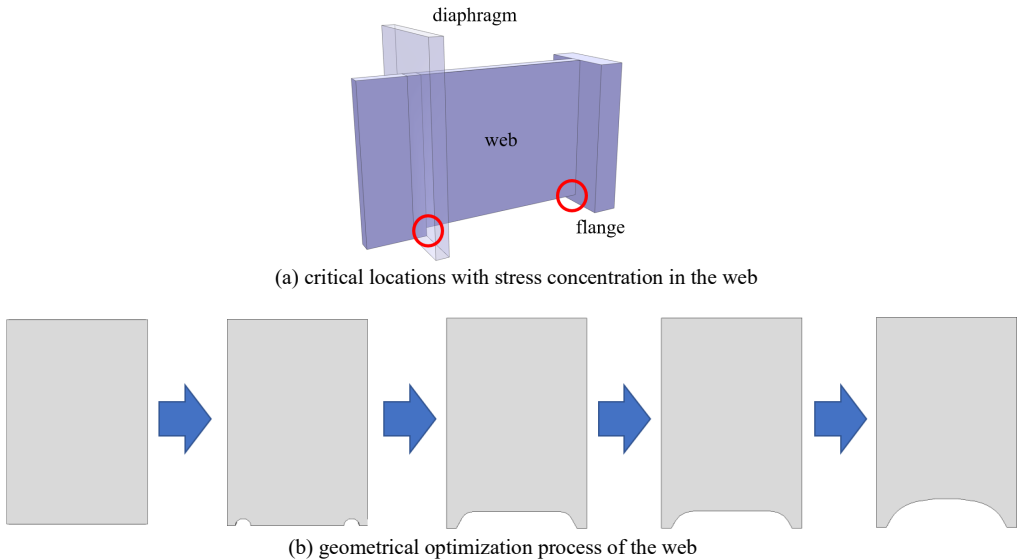 diaphragm
web
flange
(a) critical locations with stress concentration in the web
(b) geometrical optimization process of the web